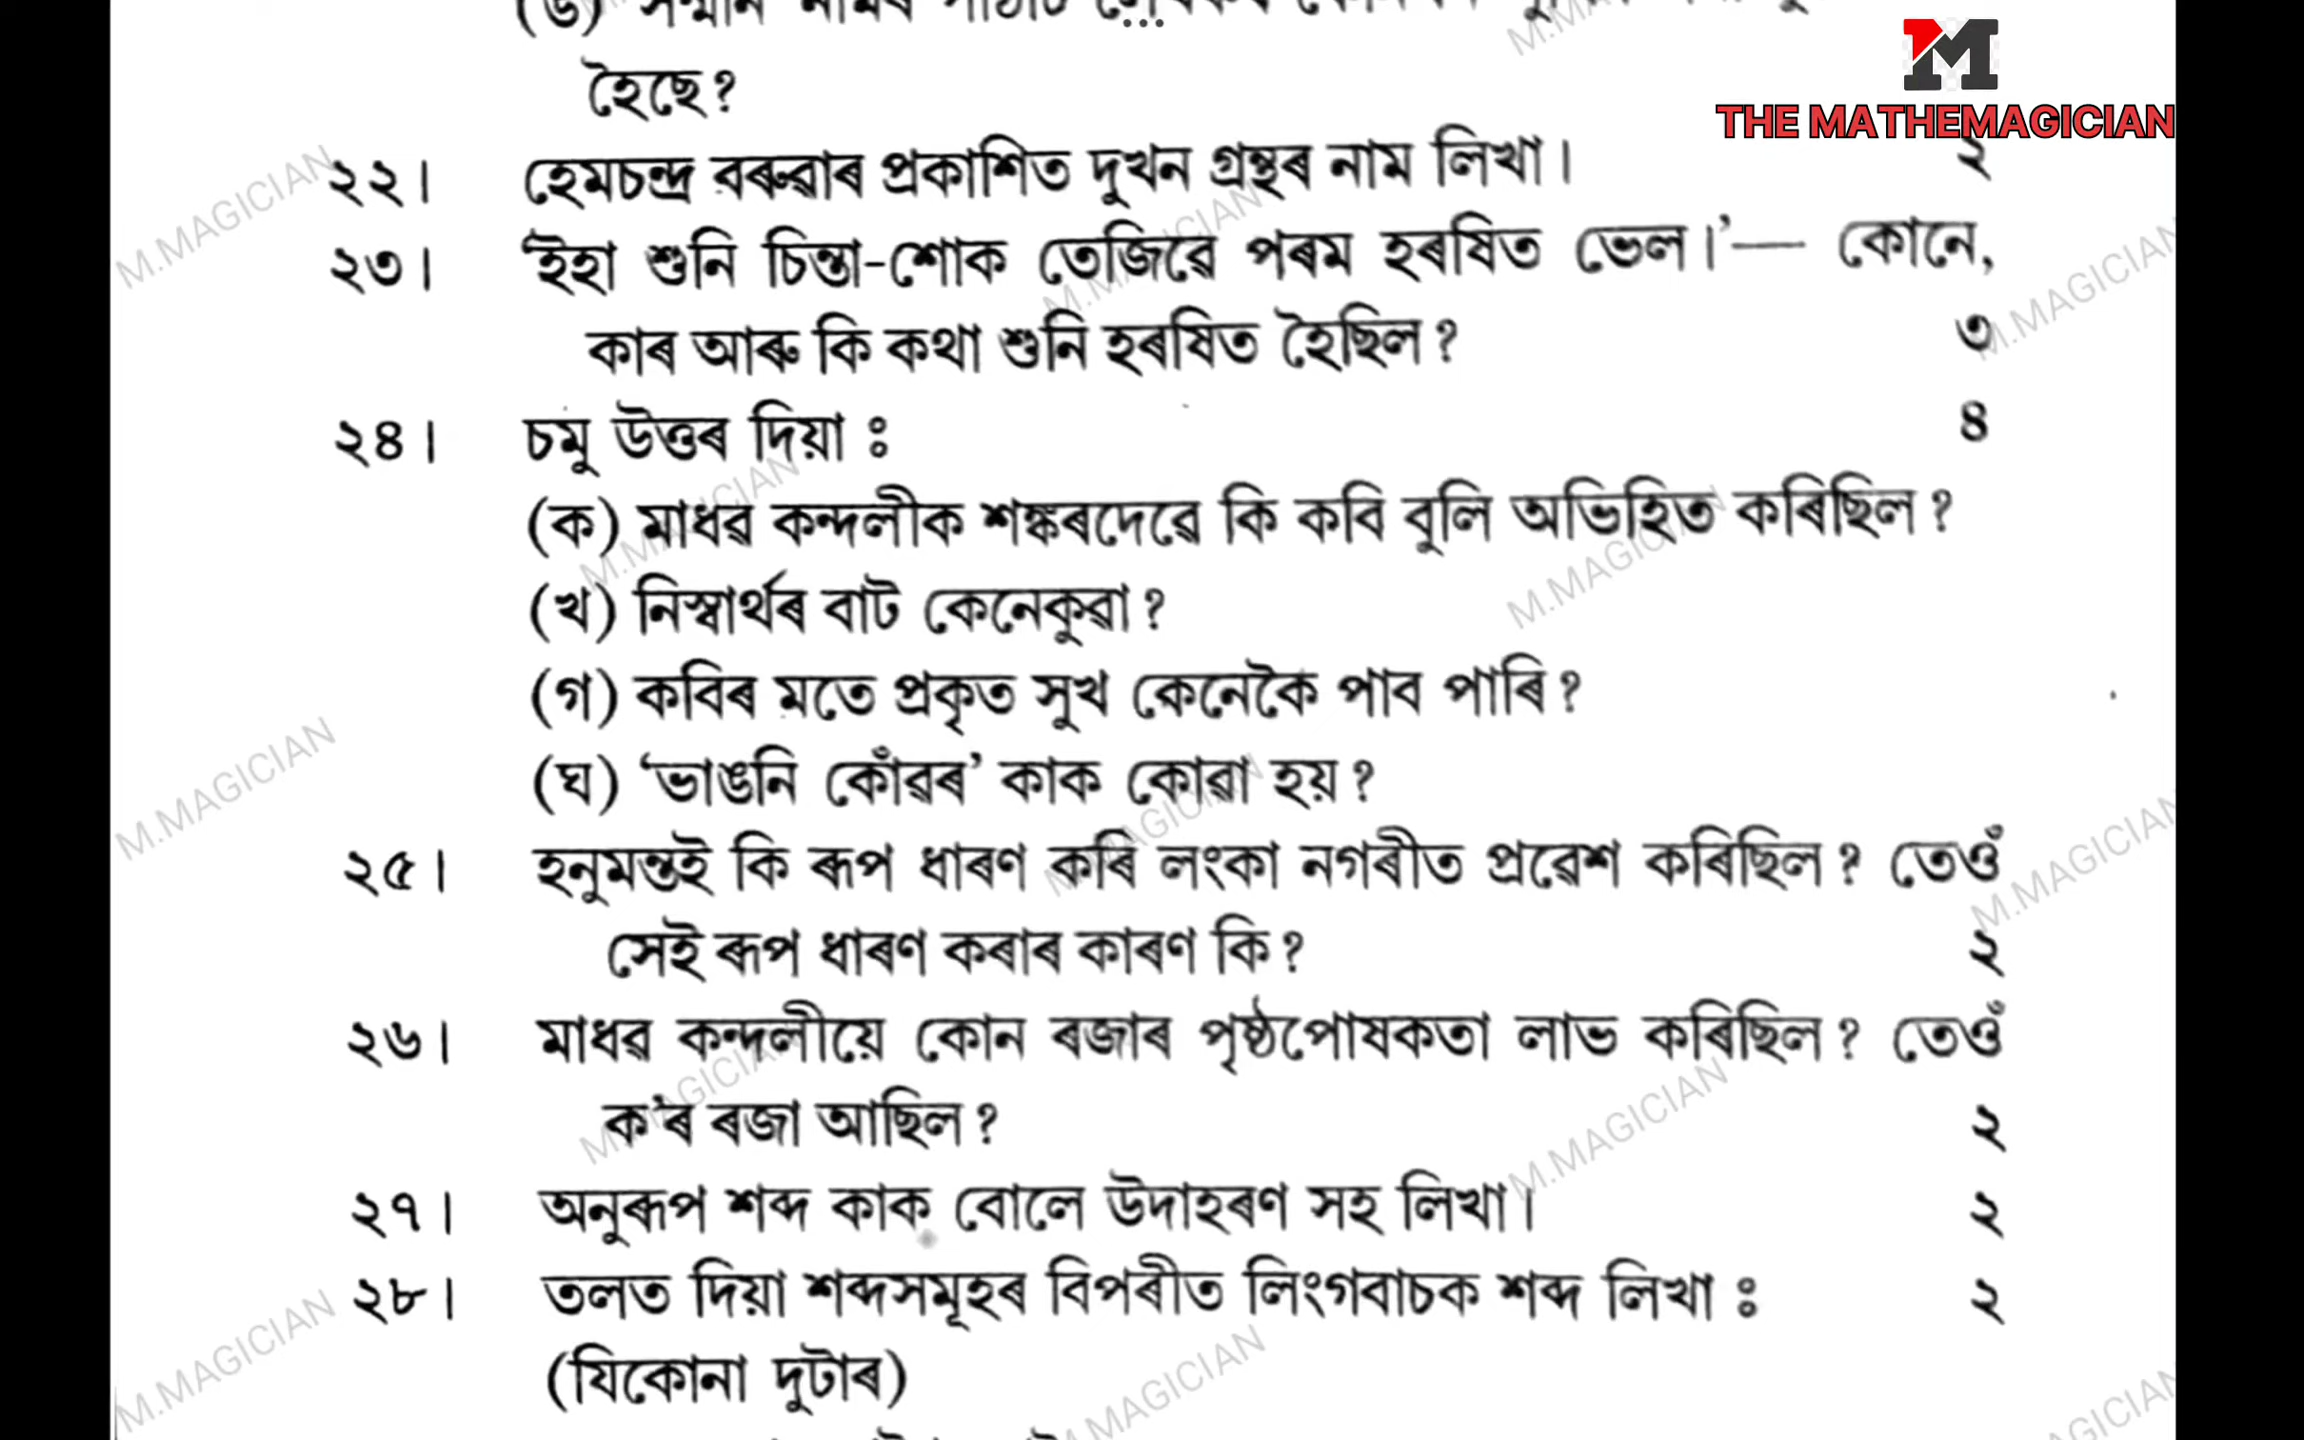 হৈছে?
THE MATHEMAGICIAN
২২। হেমচন্দ্ৰ বৰুৱাৰ প্ৰকাশিত দুখন গ্ৰন্থৰ নাম লিখা। ২
২৩। ‘ইহা শুনি চিন্তা-শোক তেজিৱে পৰম হৰষিত ভেল।’— কোনে,
কাৰ আৰু কি কথা শুনি হৰষিত হৈছিল? ৩
২৪। চমু উত্তৰ দিয়া ঃ ৪
(ক) মাধৱ কন্দলীক শঙ্কৰদেৱে কি কবি বুলি অভিহিত কৰিছিল?
(খ) নিস্বাৰ্থৰ বাট কেনেকুৱা?
(গ) কবিৰ মতে প্ৰকৃত সুখ কেনেকৈ পাব পাৰি?
(ঘ) ‘ভাঙনি কোঁৱৰ’ কাক কোৱা হয়?
২৫। হনুমন্তই কি ৰূপ ধাৰণ কৰি লংকা নগৰীত প্ৰৱেশ কৰিছিল? তেওঁ
সেই ৰূপ ধাৰণ কৰাৰ কাৰণ কি? ২
২৬। মাধৱ কন্দলীয়ে কোন ৰজাৰ পৃষ্ঠপোষকতা লাভ কৰিছিল? তেওঁ
ক’ৰ ৰজা আছিল? ২
২৭। অনুৰূপ শব্দ কাক বোলে উদাহৰণ সহ লিখা। ২
২৮। তলত দিয়া শব্দসমূহৰ বিপৰীত লিংগবাচক শব্দ লিখা ঃ ২
(যিকোনা দুটাৰ)
M.MAGICIAN